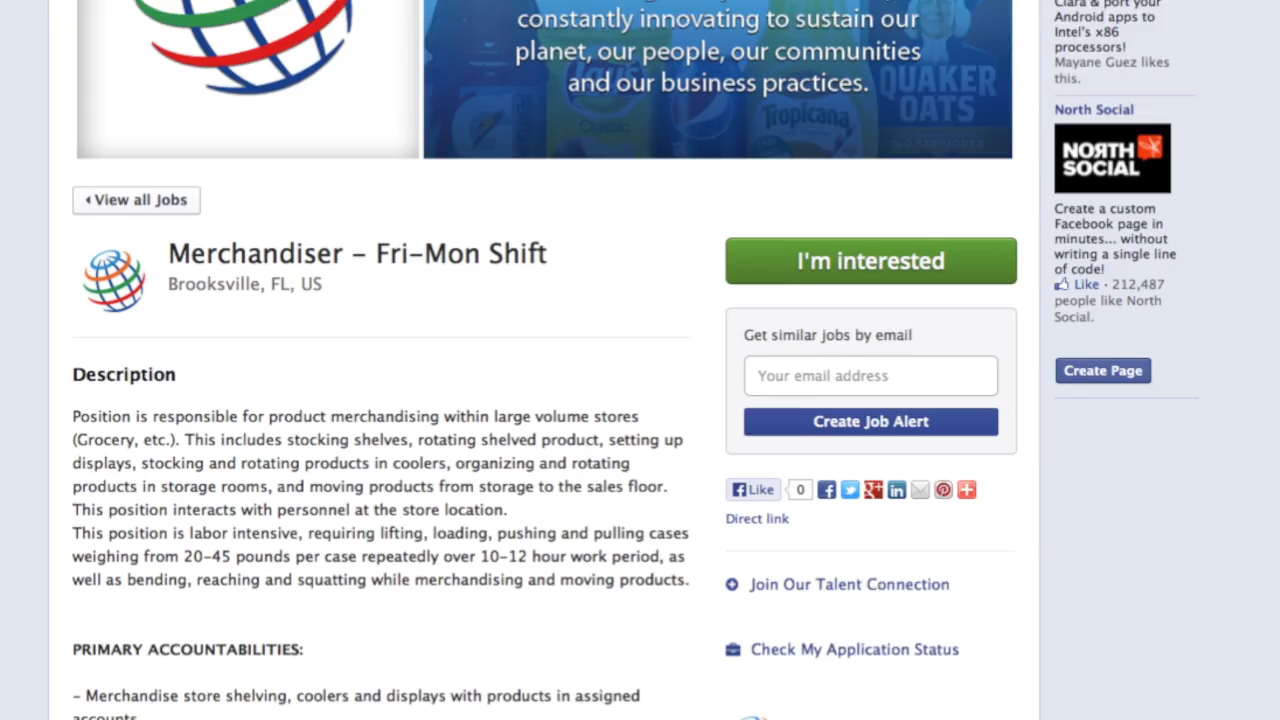 constantly innovating to sustain our
planet, our people, our communities
and our business practices.
Classic
Tropicana
QUAKER
OATS
View all Jobs
Merchandiser - Fri-Mon Shift
Brooksville, FL, US
Description
Position is responsible for product merchandising within large volume stores
(Grocery, etc.). This includes stocking shelves, rotating shelved product, setting up
displays, stocking and rotating products in coolers, organizing and rotating
products in storage rooms, and moving products from storage to the sales floor.
This position interacts with personnel at the store location.
This position is labor intensive, requiring lifting, loading, pushing and pulling cases
weighing from 20-45 pounds per case repeatedly over 10-12 hour work period, as
well as bending, reaching and squatting while merchandising and moving products.
PRIMARY ACCOUNTABILITIES:
- Merchandise store shelving, coolers and displays with products in assigned
accounts
I'm interested
Get similar jobs by email
Your email address
Create Job Alert
Like 0
Direct link
Join Our Talent Connection
Check My Application Status
Clara & port your
Android apps to
Intel's x86
processors!
Mayane Guez likes
this.
North Social
NORTH
SOCIAL
Create a custom
Facebook page in
minutes... without
writing a single line
of code!
Like · 212,487
people like North
Social.
Create Page